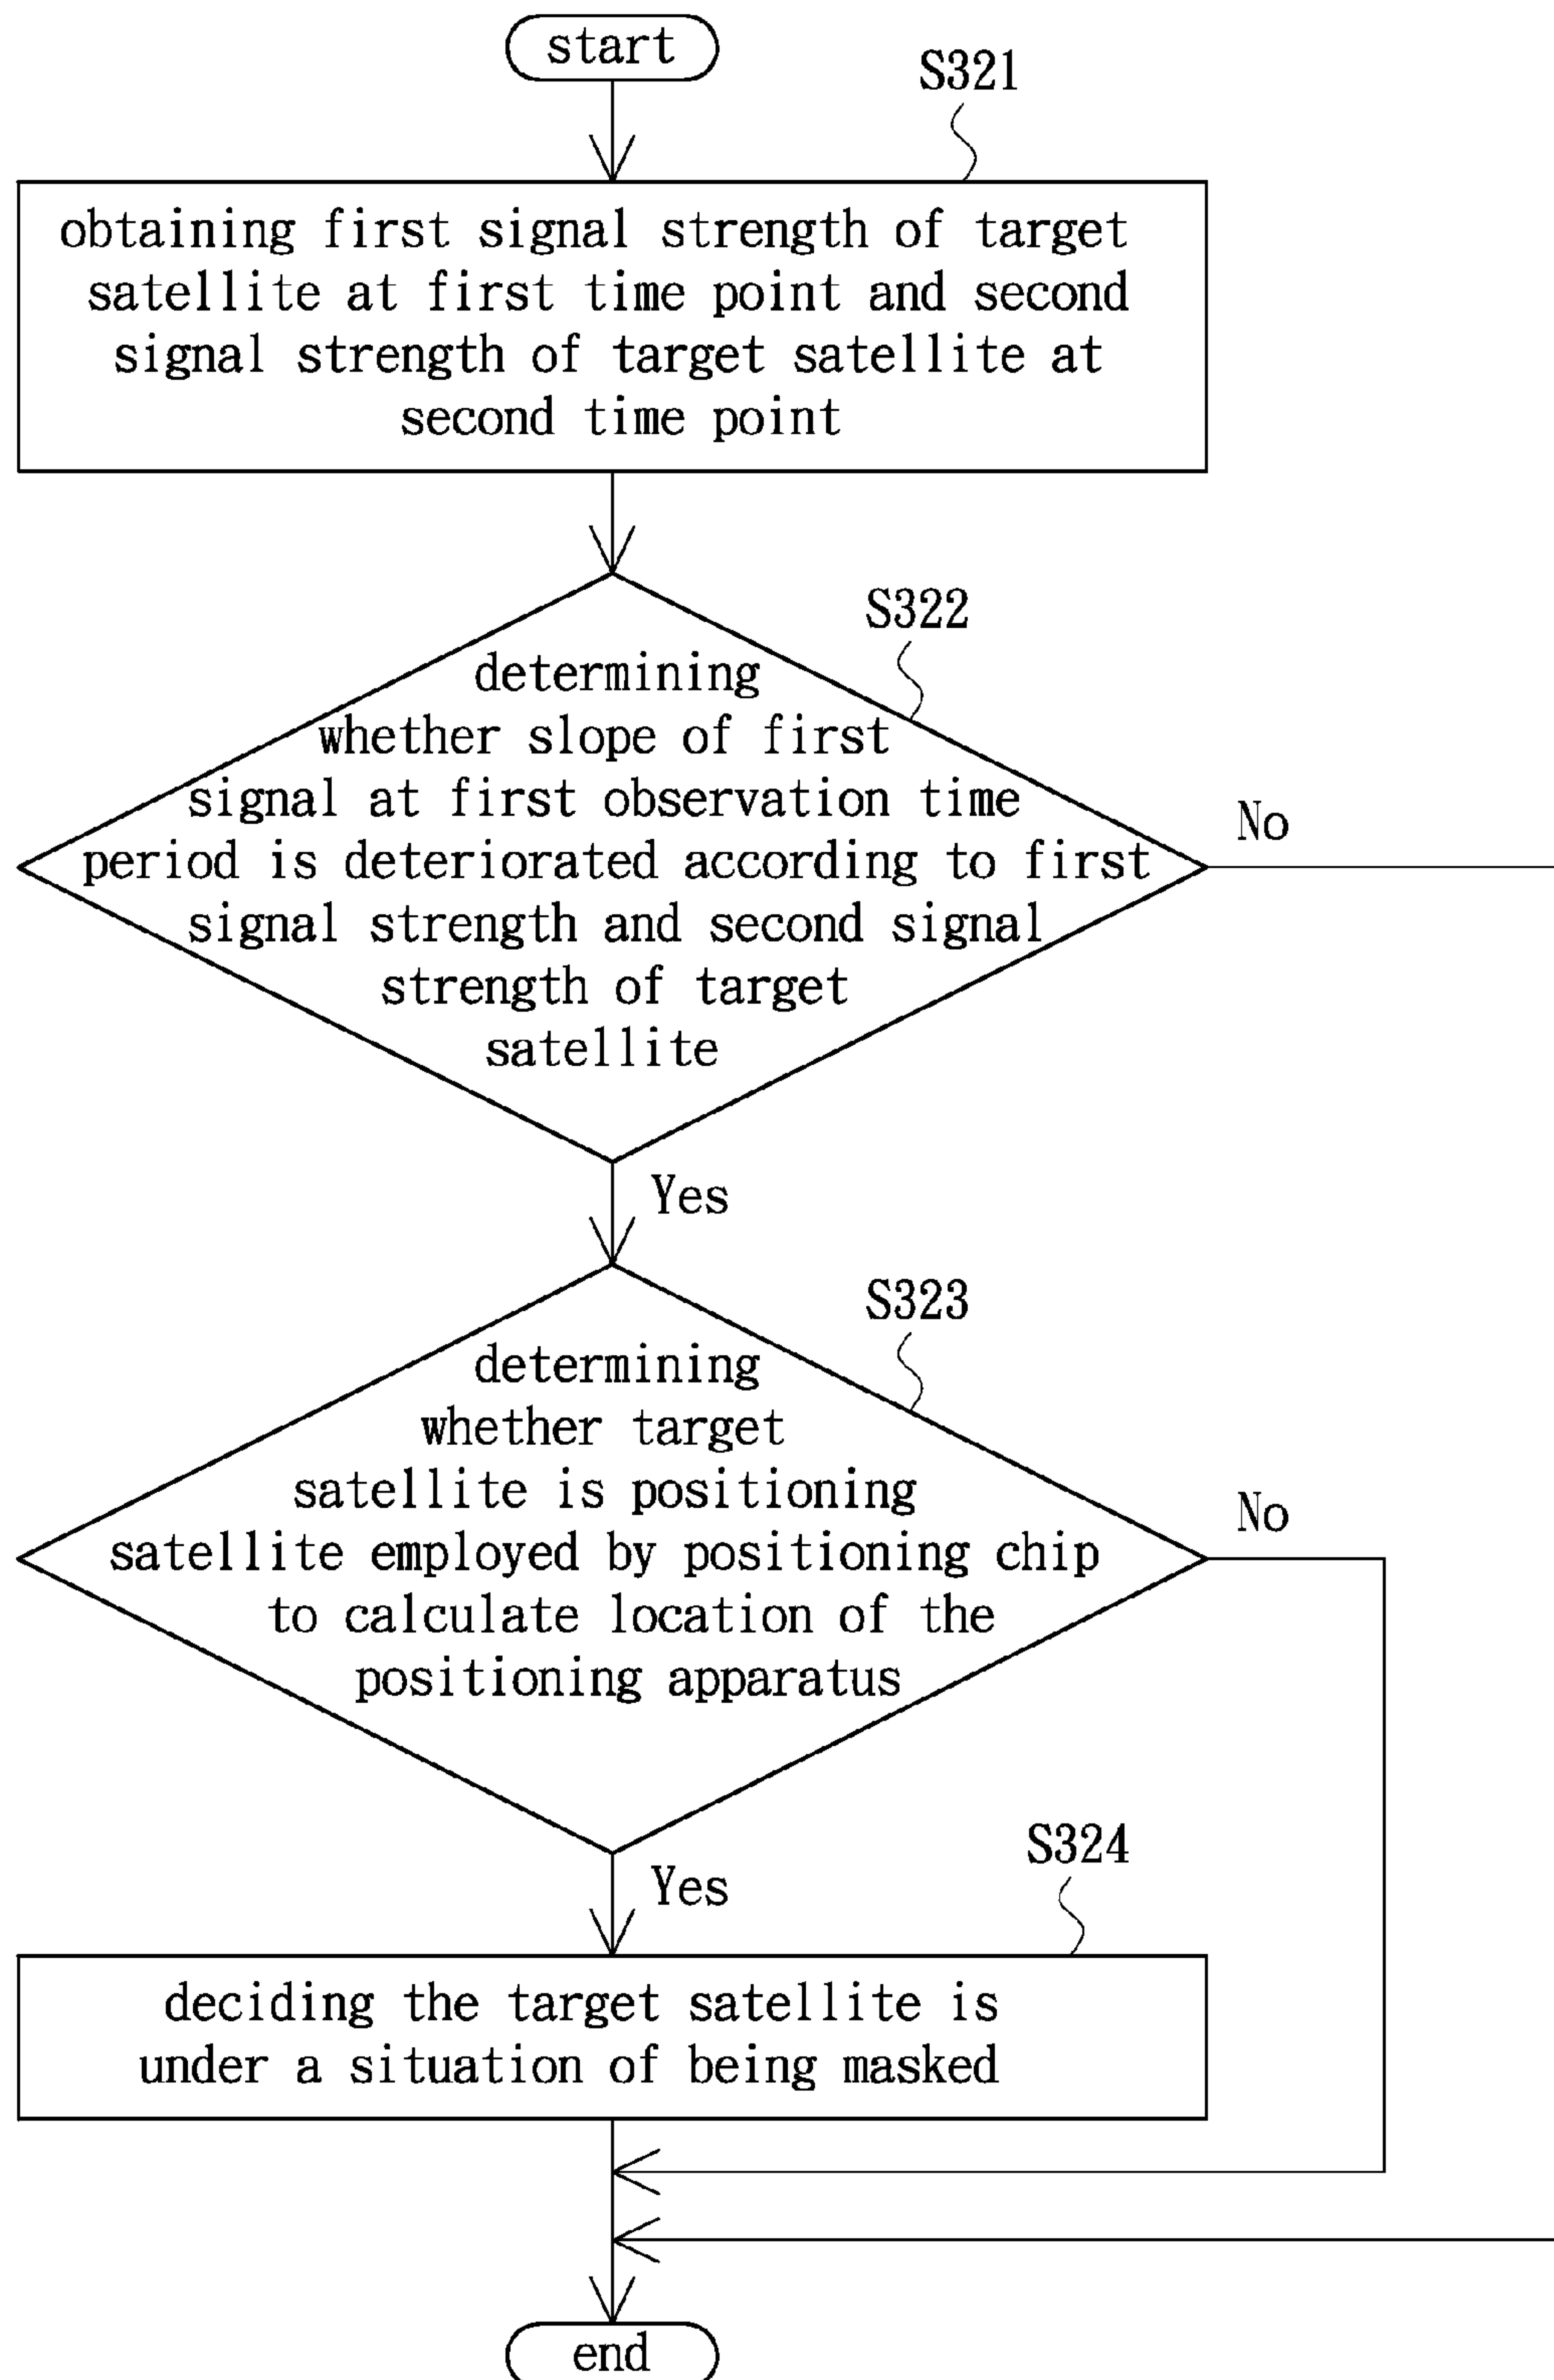 start
S321
obtaining first signal strength of target
satellite at first time point and second
signal strength of target satellite at
second time point
S322
determining
whether slope of first
signal at first observation time
period is deteriorated according to first
signal strength and second signal
strength of target
satellite
No
Yes
S323
determining
whether target
satellite is positioning
satellite employed by positioning chip
to calculate location of the
positioning apparatus
No
Yes
S324
deciding the target satellite is
under a situation of being masked
end